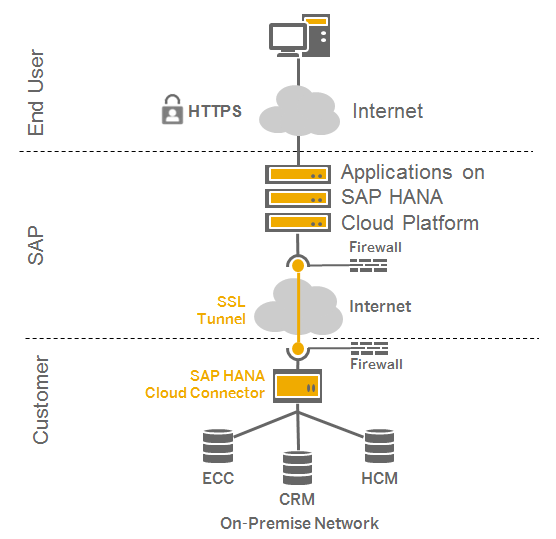 End User
HTTPS
Internet
SAP
Applications on
SAP HANA
Cloud Platform
Firewall
SSL
Tunnel
Internet
Customer
Firewall
SAP HANA
Cloud Connector
ECC
CRM
HCM
On-Premise Network